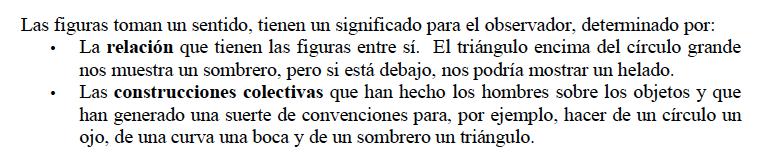 Las figuras toman un sentido, tienen un significado para el observador, determinado por:
• La relación que tienen las figuras entre sí. El triángulo encima del círculo grande
nos muestra un sombrero, pero si está debajo, nos podría mostrar un helado.
• Las construcciones colectivas que han hecho los hombres sobre los objetos y que
han generado una suerte de convenciones para, por ejemplo, hacer de un círculo un
ojo, de una curva una boca y de un sombrero un triángulo.